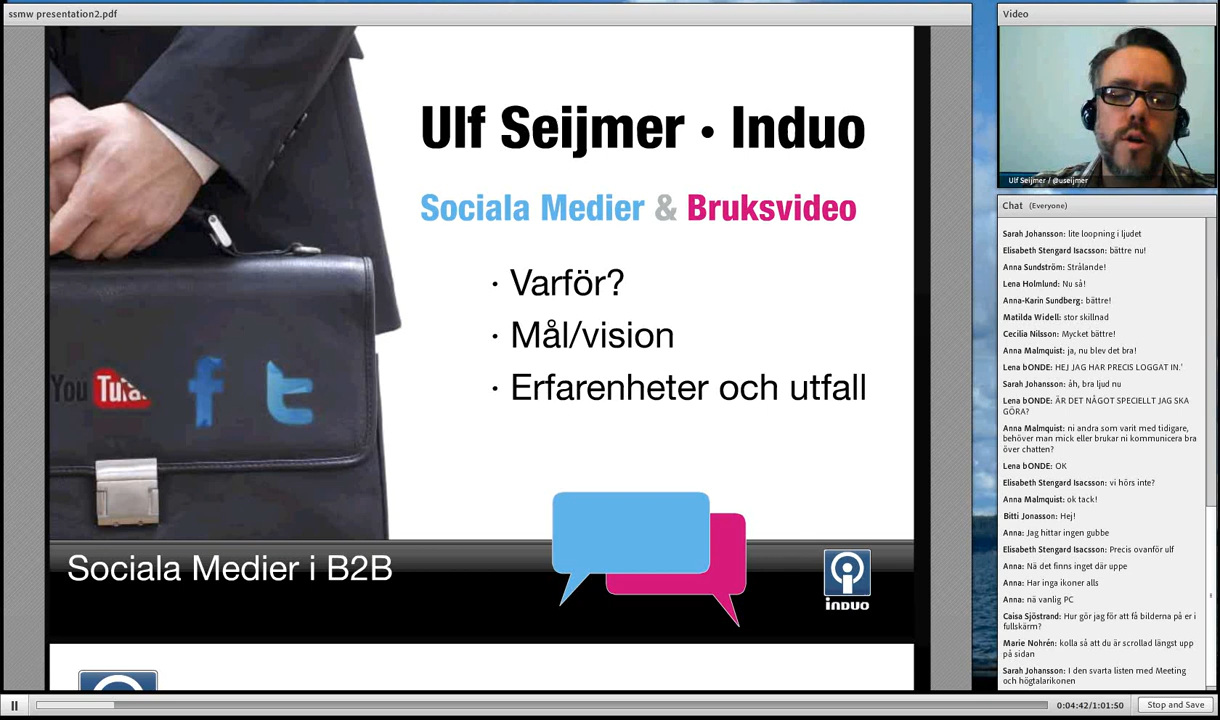 ssmw presentation2.pdf
Ulf Seijmer • Induo
Sociala Medier & Bruksvideo
· Varför?
· Mål/vision
· Erfarenheter och utfall
You Tube
f
t
Sociala Medier i B2B
INDUO
Video
Ulf Seijmer / @useijmer
Chat (Everyone)
Sarah Johansson: lite loopning i ljudet
Elisabeth Stengard Isacsson: bättre nu!
Anna Sundström: Strålande!
Lena Holmlund: Nu så!
Anna-Karin Sundberg: bättre!
Matilda Widell: stor skillnad
Cecilia Nilsson: Mycket bättre!
Anna Malmquist: ja, nu blev det bra!
Lena bONDE: HEJ JAG HAR PRECIS LOGGAT IN.'
Sarah Johansson: åh, bra ljud nu
Lena bONDE: ÄR DET NÅGOT SPECIELLT JAG SKA
GÖRA?
Anna Malmquist: ni andra som varit med tidigare,
behöver man mick eller brukar ni kommunicera bra
över chatten?
Lena bONDE: OK
Elisabeth Stengard Isacsson: vi hörs inte?
Anna Malmquist: ok tack!
Bitti Jonasson: Hej!
Anna: Jag hittar ingen gubbe
Elisabeth Stengard Isacsson: Precis ovanför ulf
Anna: Nä det finns inget där uppe
Anna: Har inga ikoner alls
Anna: nä vanlig PC
Caisa Sjöstrand: Hur gör jag för att få bilderna på er i
fullskärm?
Marie Nohrén: kolla så att du är scrollad längst upp
på sidan
Sarah Johansson: I den svarta listen med Meeting
och högtalarikonen
0:04:42/1:01:50
Stop and Save